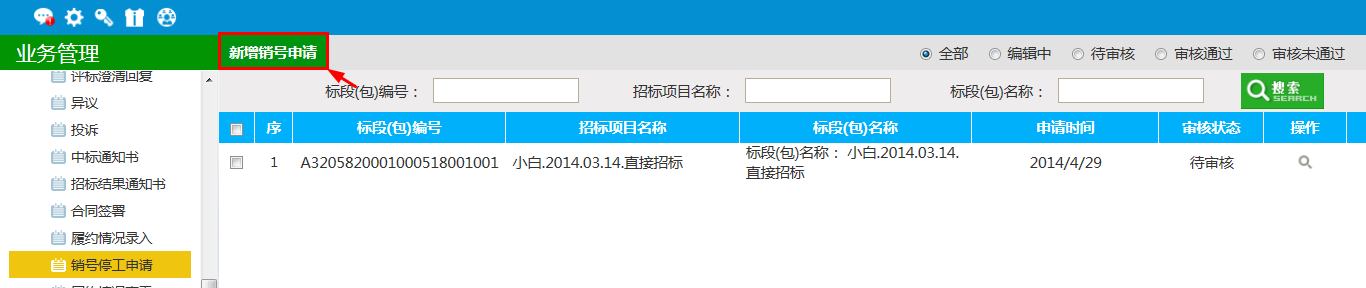 业务管理
新增销号申请
全部
编辑中
待审核
审核通过
审核未通过
评标澄清回复
异议
投诉
中标通知书
招标结果通知书
合同签署
履约情况录入
销号停工申请
标段(包)编号：
招标项目名称：
标段(包)名称：
搜索
SEARCH
序
标段(包)编号
招标项目名称
标段(包)名称
申请时间
审核状态
操作
1
A3205820001000518001001
小白.2014.03.14.直接招标
标段(包)名称： 小白.2014.03.14.
直接招标
2014/4/29
待审核